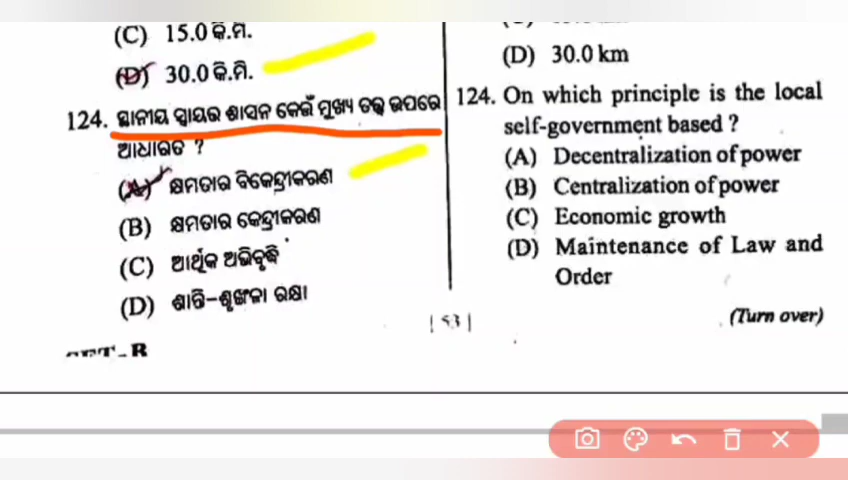 (C) 15.0 କି.ମି.
(D) 30.0 କି.ମି.
124. ସ୍ଥାନୀୟ ସ୍ୱାୟତ୍ତ ଶାସନ କେଉଁ ମୁଖ୍ୟ ତତ୍ତ୍ୱ ଉପରେ
ଆଧାରିତ ?
(A) କ୍ଷମତାର ବିକେନ୍ଦ୍ରୀକରଣ
(B) କ୍ଷମତାର କେନ୍ଦ୍ରୀକରଣ
(C) ଆର୍ଥିକ ଅଭିବୃଦ୍ଧି
(D) ଶାନ୍ତି-ଶୃଙ୍ଖଳା ରକ୍ଷା
(D) 30.0 km
124. On which principle is the local
self-government based ?
(A) Decentralization of power
(B) Centralization of power
(C) Economic growth
(D) Maintenance of Law and
Order
| 53 |
(Turn over)
SET-B